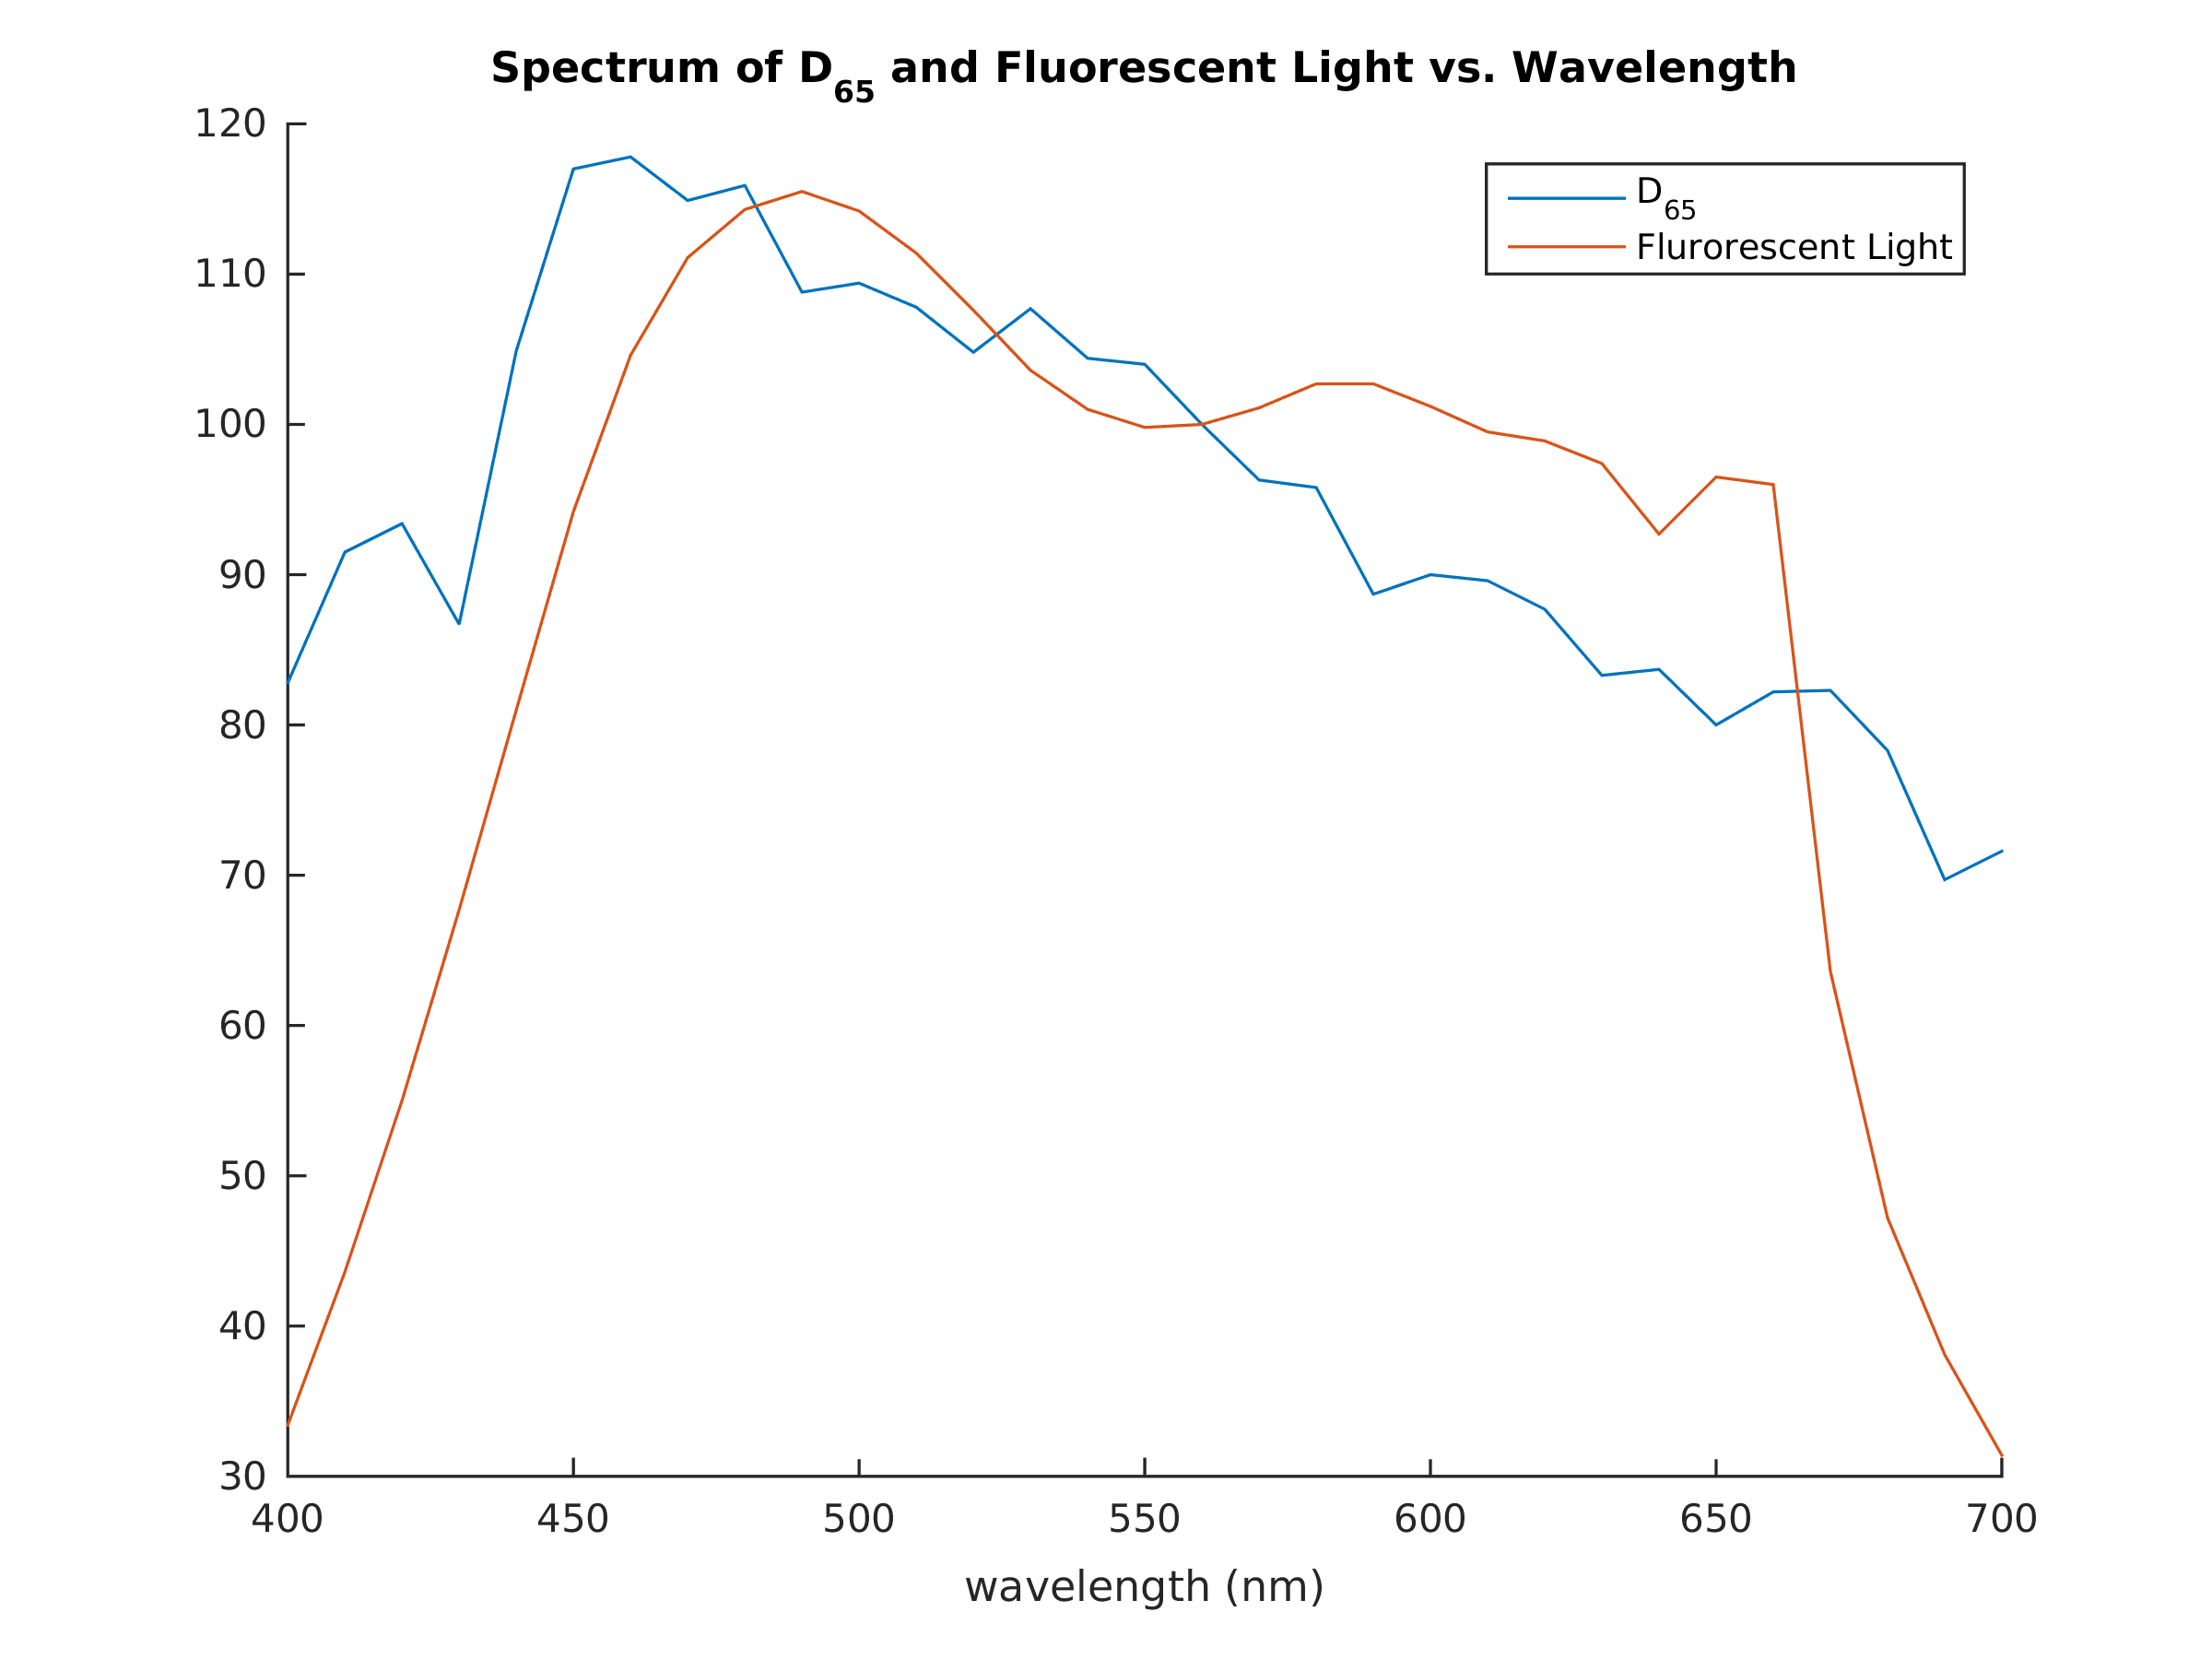 Spectrum of D65 and Fluorescent Light vs. Wavelength
D65
Flurorescent Light
120
110
100
90
80
70
60
50
40
30
400 450 500 550 600 650 700
wavelength (nm)